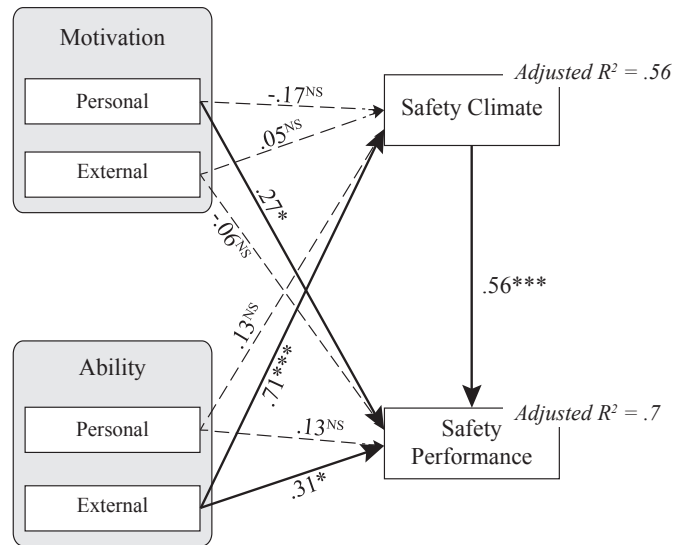 Motivation
Personal
External
Ability
Personal
External
-.17ᴺˢ
.05ᴺˢ
.27*
-.06ᴺˢ
.13ᴺˢ
.71***
.13ᴺˢ
.31*
Adjusted R² = .56
Safety Climate
.56***
Adjusted R² = .7
Safety
Performance